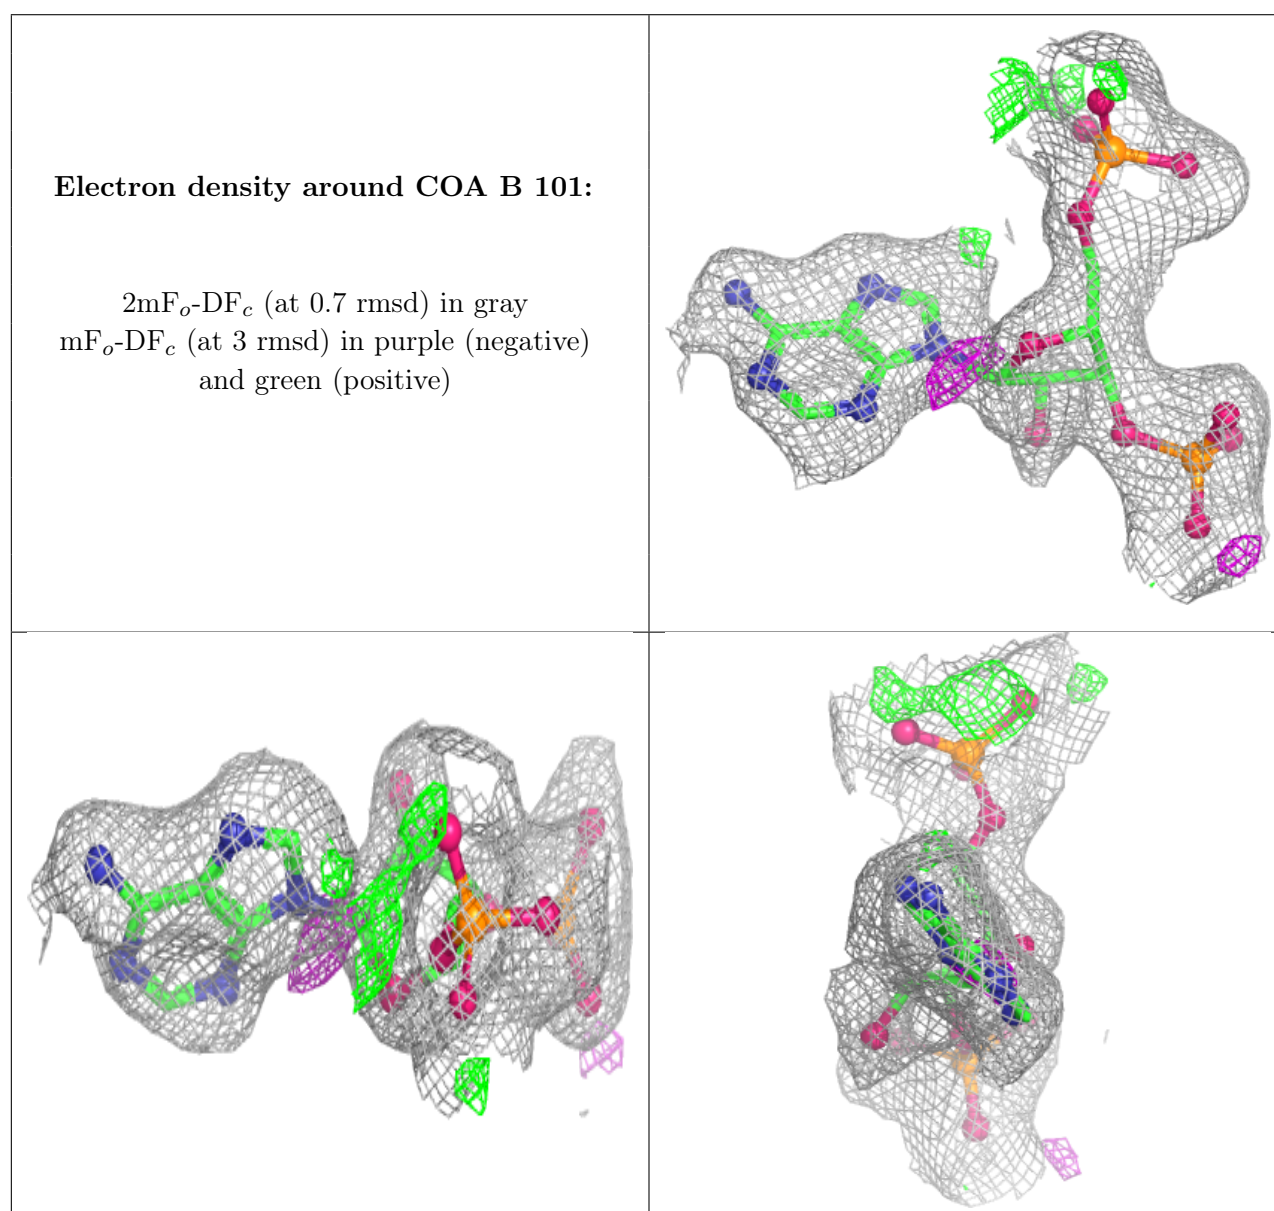 Electron density around COA B 101:
2mFₒ-DF𝒸 (at 0.7 rmsd) in gray
mFₒ-DF𝒸 (at 3 rmsd) in purple (negative)
and green (positive)